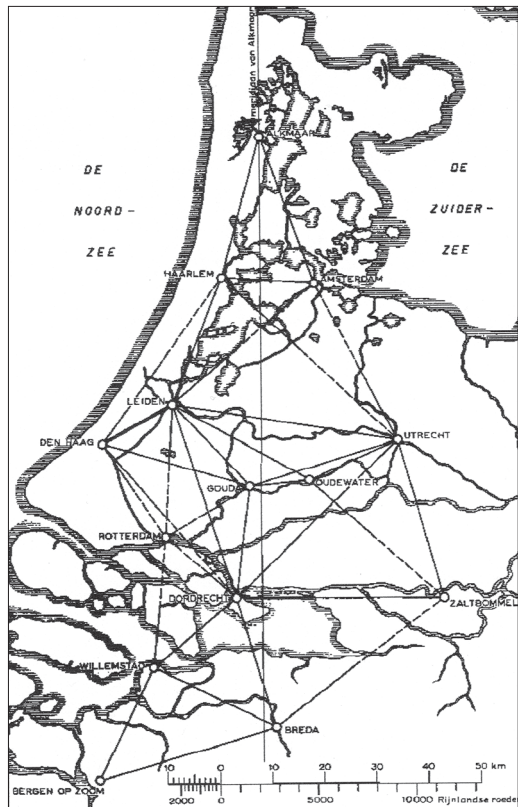 meridiaan van Alkmaar
ALKMAAR
DE
NOORD-
ZEE
DE
ZUIDER-
ZEE
HAARLEM
AMSTERDAM
LEIDEN
DEN HAAG
UTRECHT
GOUDA
OUDEWATER
ROTTERDAM
DORDRECHT
ZALTBOMMEL
WILLEMSTAD
BREDA
BERGEN OP ZOOM
10 0 10 20 30 40 50 km
2000 0 5000 10000 Rijnlandse roeden